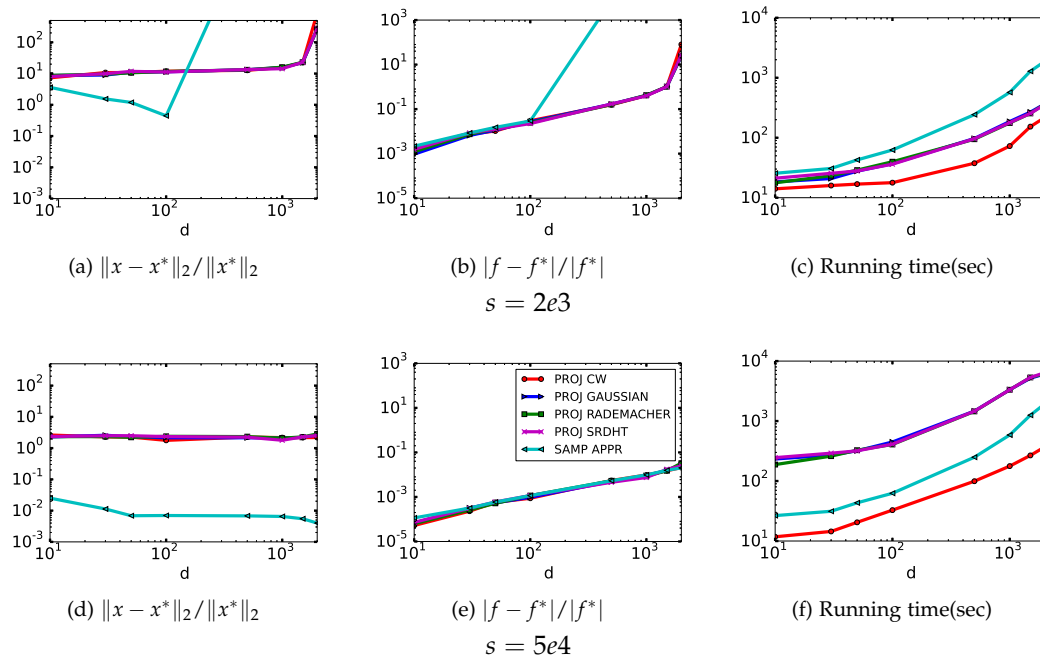 10^2
10^1
10^0
10^-1
10^-2
10^-3
10^1
10^2
10^3
d
(a) ‖x − x*‖₂/‖x*‖₂
10^3
10^1
10^-1
10^-3
10^-5
10^1
10^2
10^3
d
(b) |f − f*|/|f*|
10^4
10^3
10^2
10^1
10^1
10^2
10^3
d
(c) Running time(sec)
s = 2e3
10^2
10^1
10^0
10^-1
10^-2
10^-3
10^1
10^2
10^3
d
(d) ‖x − x*‖₂/‖x*‖₂
10^3
10^1
10^-1
10^-3
10^-5
PROJ CW
PROJ GAUSSIAN
PROJ RADEMACHER
PROJ SRDHT
SAMP APPR
10^1
10^2
10^3
d
(e) |f − f*|/|f*|
10^4
10^3
10^2
10^1
10^1
10^2
10^3
d
(f) Running time(sec)
s = 5e4